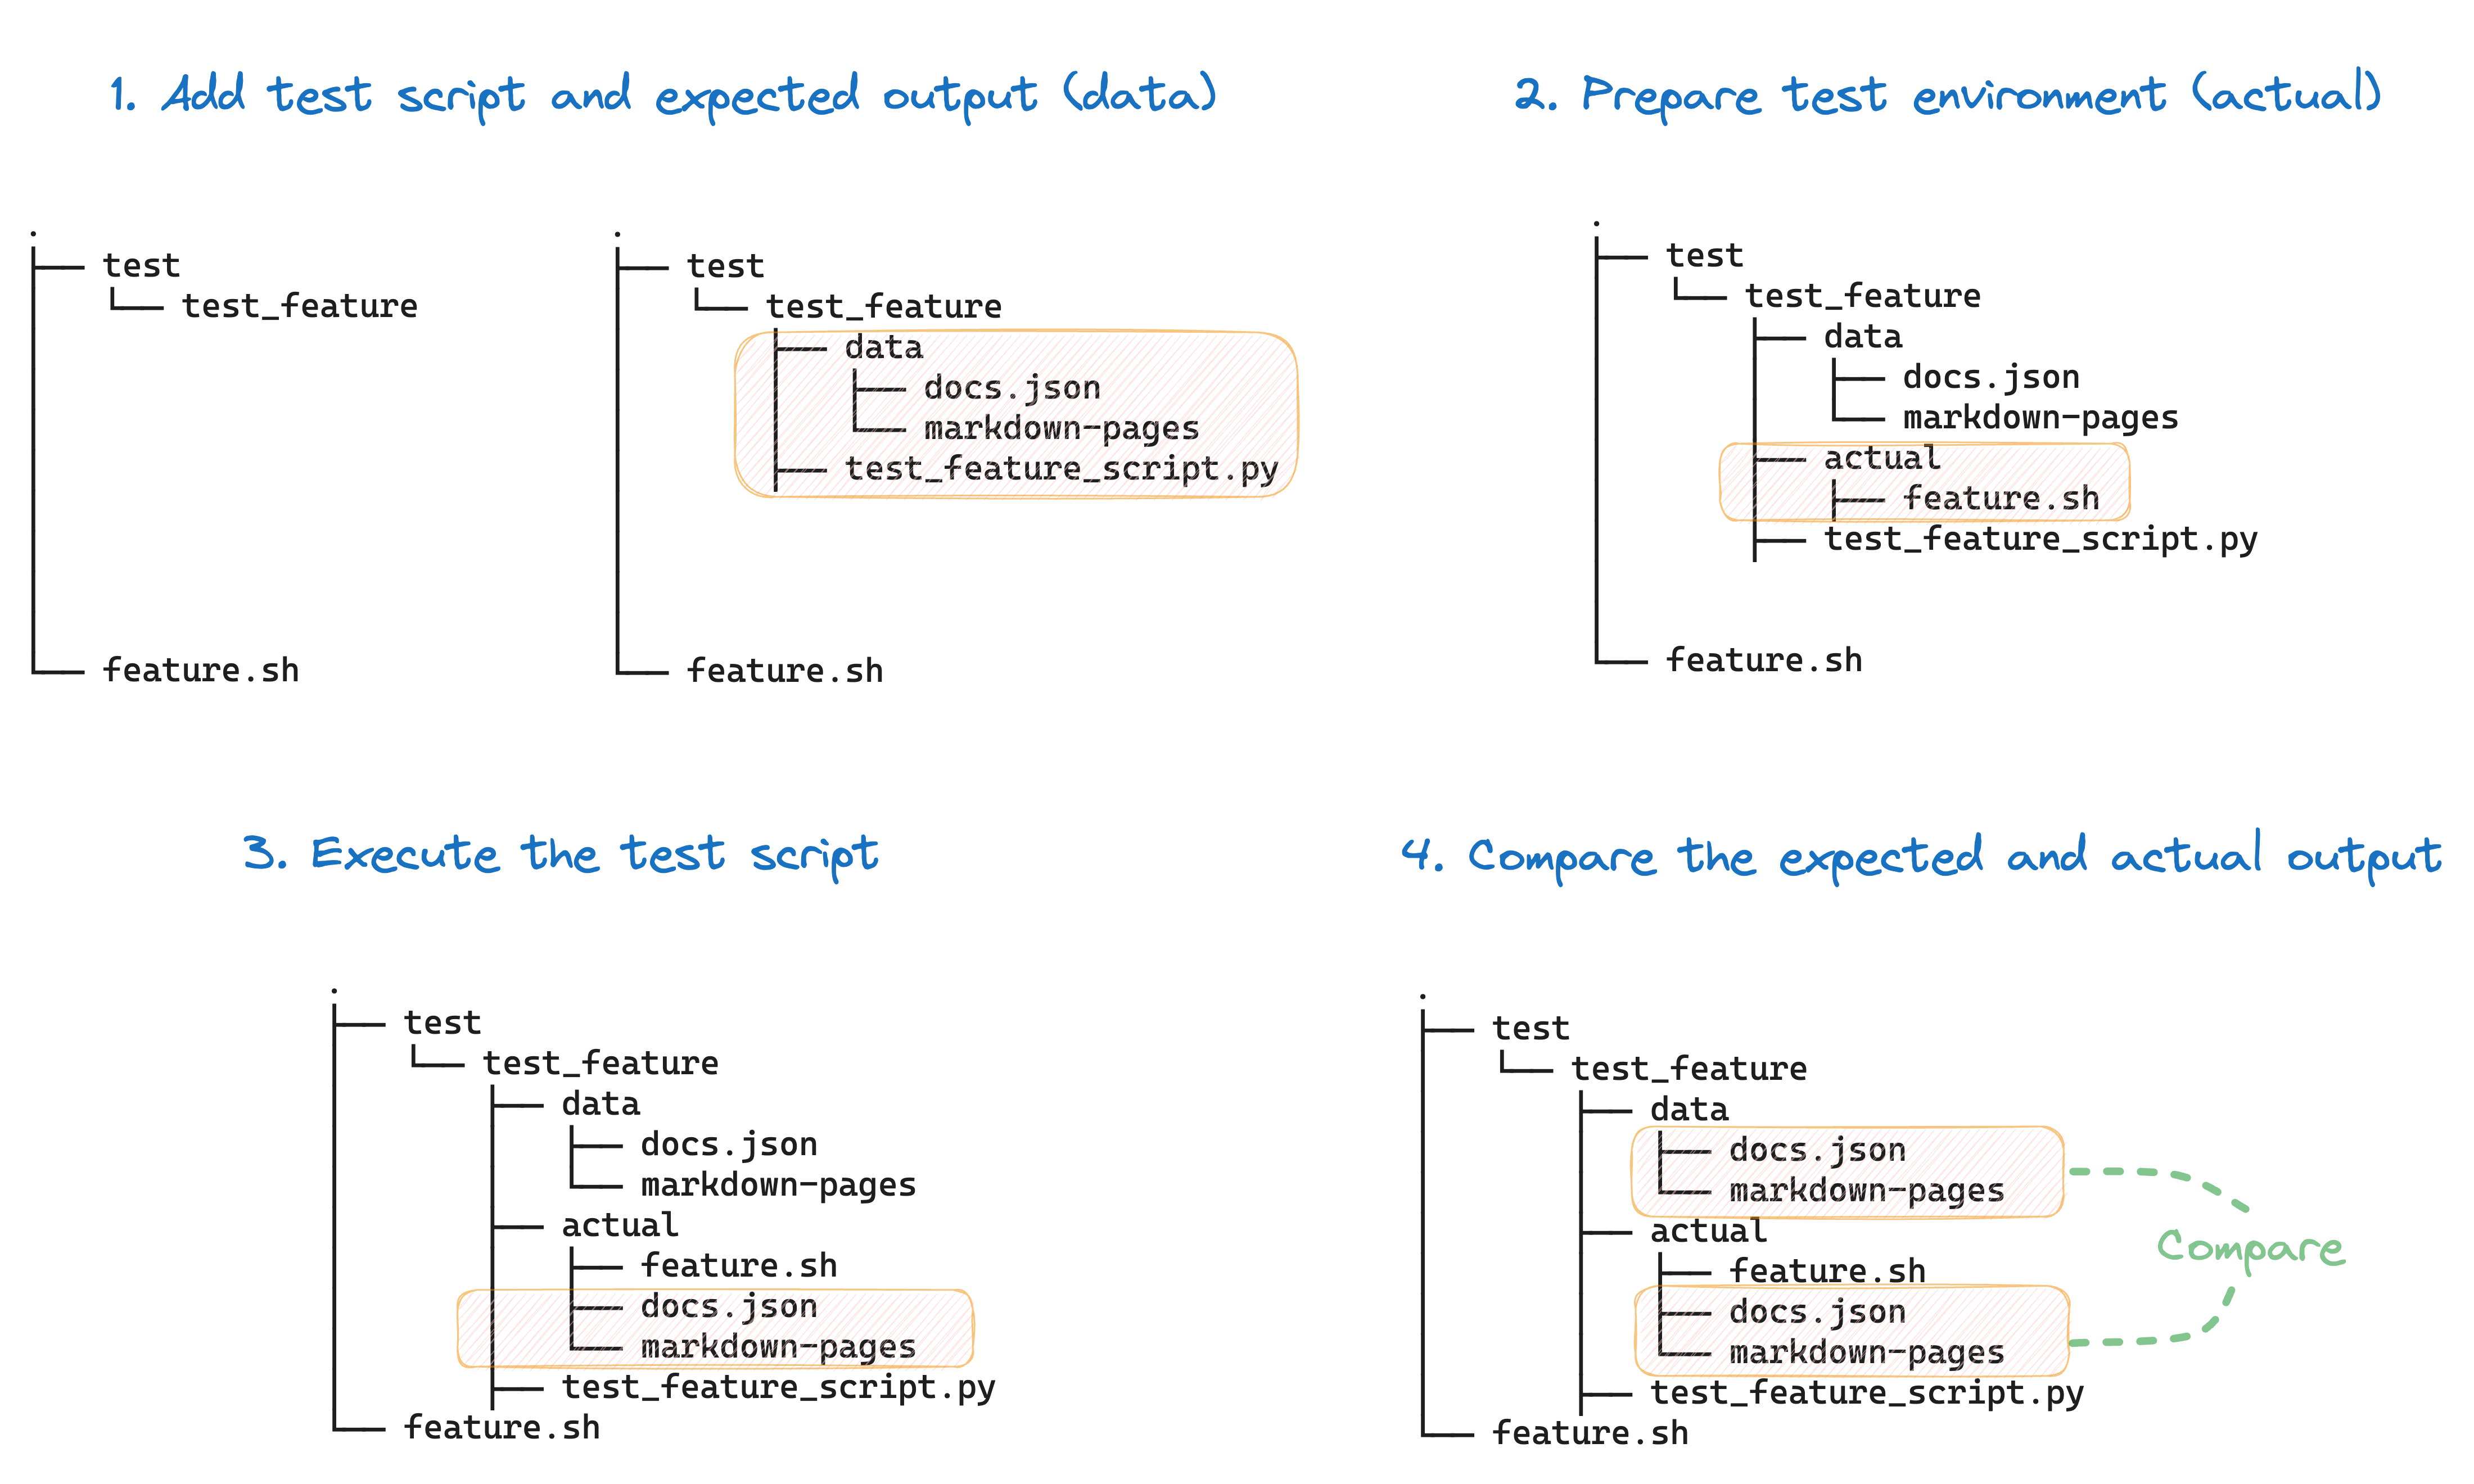 1. Add test script and expected output (data)
.
├── test
└── test_feature
feature.sh
.
├── test
└── test_feature
├── data
├── docs.json
└── markdown-pages
├── test_feature_script.py
└── feature.sh
2. Prepare test environment (actual)
.
├── test
└── test_feature
├── data
├── docs.json
└── markdown-pages
├── actual
├── feature.sh
├── test_feature_script.py
└── feature.sh
3. Execute the test script
.
├── test
└── test_feature
├── data
├── docs.json
└── markdown-pages
├── actual
├── feature.sh
├── docs.json
└── markdown-pages
├── test_feature_script.py
└── feature.sh
4. Compare the expected and actual output
.
├── test
└── test_feature
├── data
├── docs.json
└── markdown-pages
├── actual
├── feature.sh
├── docs.json
└── markdown-pages
├── test_feature_script.py
└── feature.sh
Compare